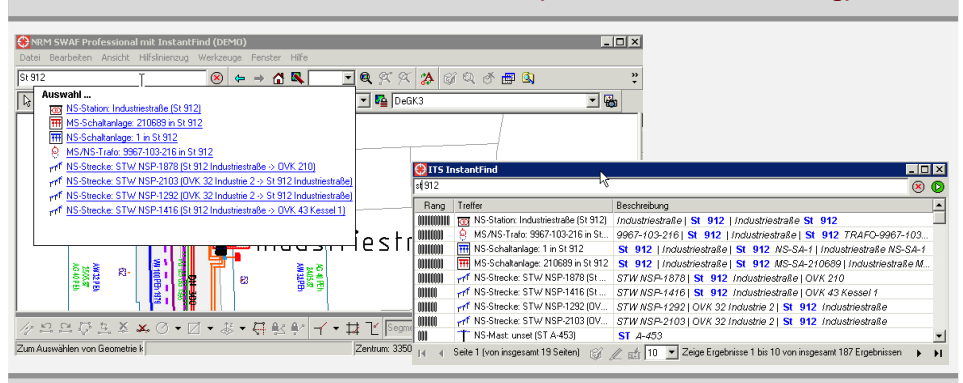 NRM SWAF Professional mit InstantFind (DEMO)
Datei Bearbeiten Ansicht Hilfslinienzug Werkzeuge Fenster Hilfe
St 912
DeGK3
Auswahl ...
NS-Station: Industriestraße (St 912)
MS-Schaltanlage: 210689 in St 912
NS-Schaltanlage: 1 in St 912
MS/NS-Trafo: 9967-103-216 in St 912
NS-Strecke: STW NSP-1878 (St 912 Industriestraße -> OVK 210)
NS-Strecke: STW NSP-2103 (OVK 32 Industrie 2 -> St 912 Industriestraße)
NS-Strecke: STW NSP-1292 (OVK 32 Industrie 2 -> St 912 Industriestraße)
NS-Strecke: STW NSP-1416 (St 912 Industriestraße -> OVK 43 Kessel 1)
Industriestr
Segme
Zum Auswählen von Geometrie k
Zentrum: 3350
ITS InstantFind
st 912
Rang Treffer Beschreibung
NS-Station: Industriestraße (St 912) Industriestraße | St 912 | Industriestraße St 912
MS/NS-Trafo: 9967-103-216 in St... 9967-103-216 | St 912 | Industriestraße | St 912 TRAFO-9967-103...
NS-Schaltanlage: 1 in St 912 St 912 | Industriestraße | St 912 NS-SA-1 | Industriestraße NS-SA-1
MS-Schaltanlage: 210689 in St 912 St 912 | Industriestraße | St 912 MS-SA-210689 | Industriestraße M...
NS-Strecke: STW NSP-1878 (St ... STW NSP-1878 | St 912 Industriestraße | OVK 210
NS-Strecke: STW NSP-1416 (St ... STW NSP-1416 | St 912 Industriestraße | OVK 43 Kessel 1
NS-Strecke: STW NSP-1292 (OV... STW NSP-1292 | OVK 32 Industrie 2 | St 912 Industriestraße
NS-Strecke: STW NSP-2103 (OV... STW NSP-2103 | OVK 32 Industrie 2 | St 912 Industriestraße
NS-Mast: unset (ST A-453) ST A-453
Seite 1 (von insgesamt 19 Seiten) 10 Zeige Ergebnisse 1 bis 10 von insgesamt 187 Ergebnissen